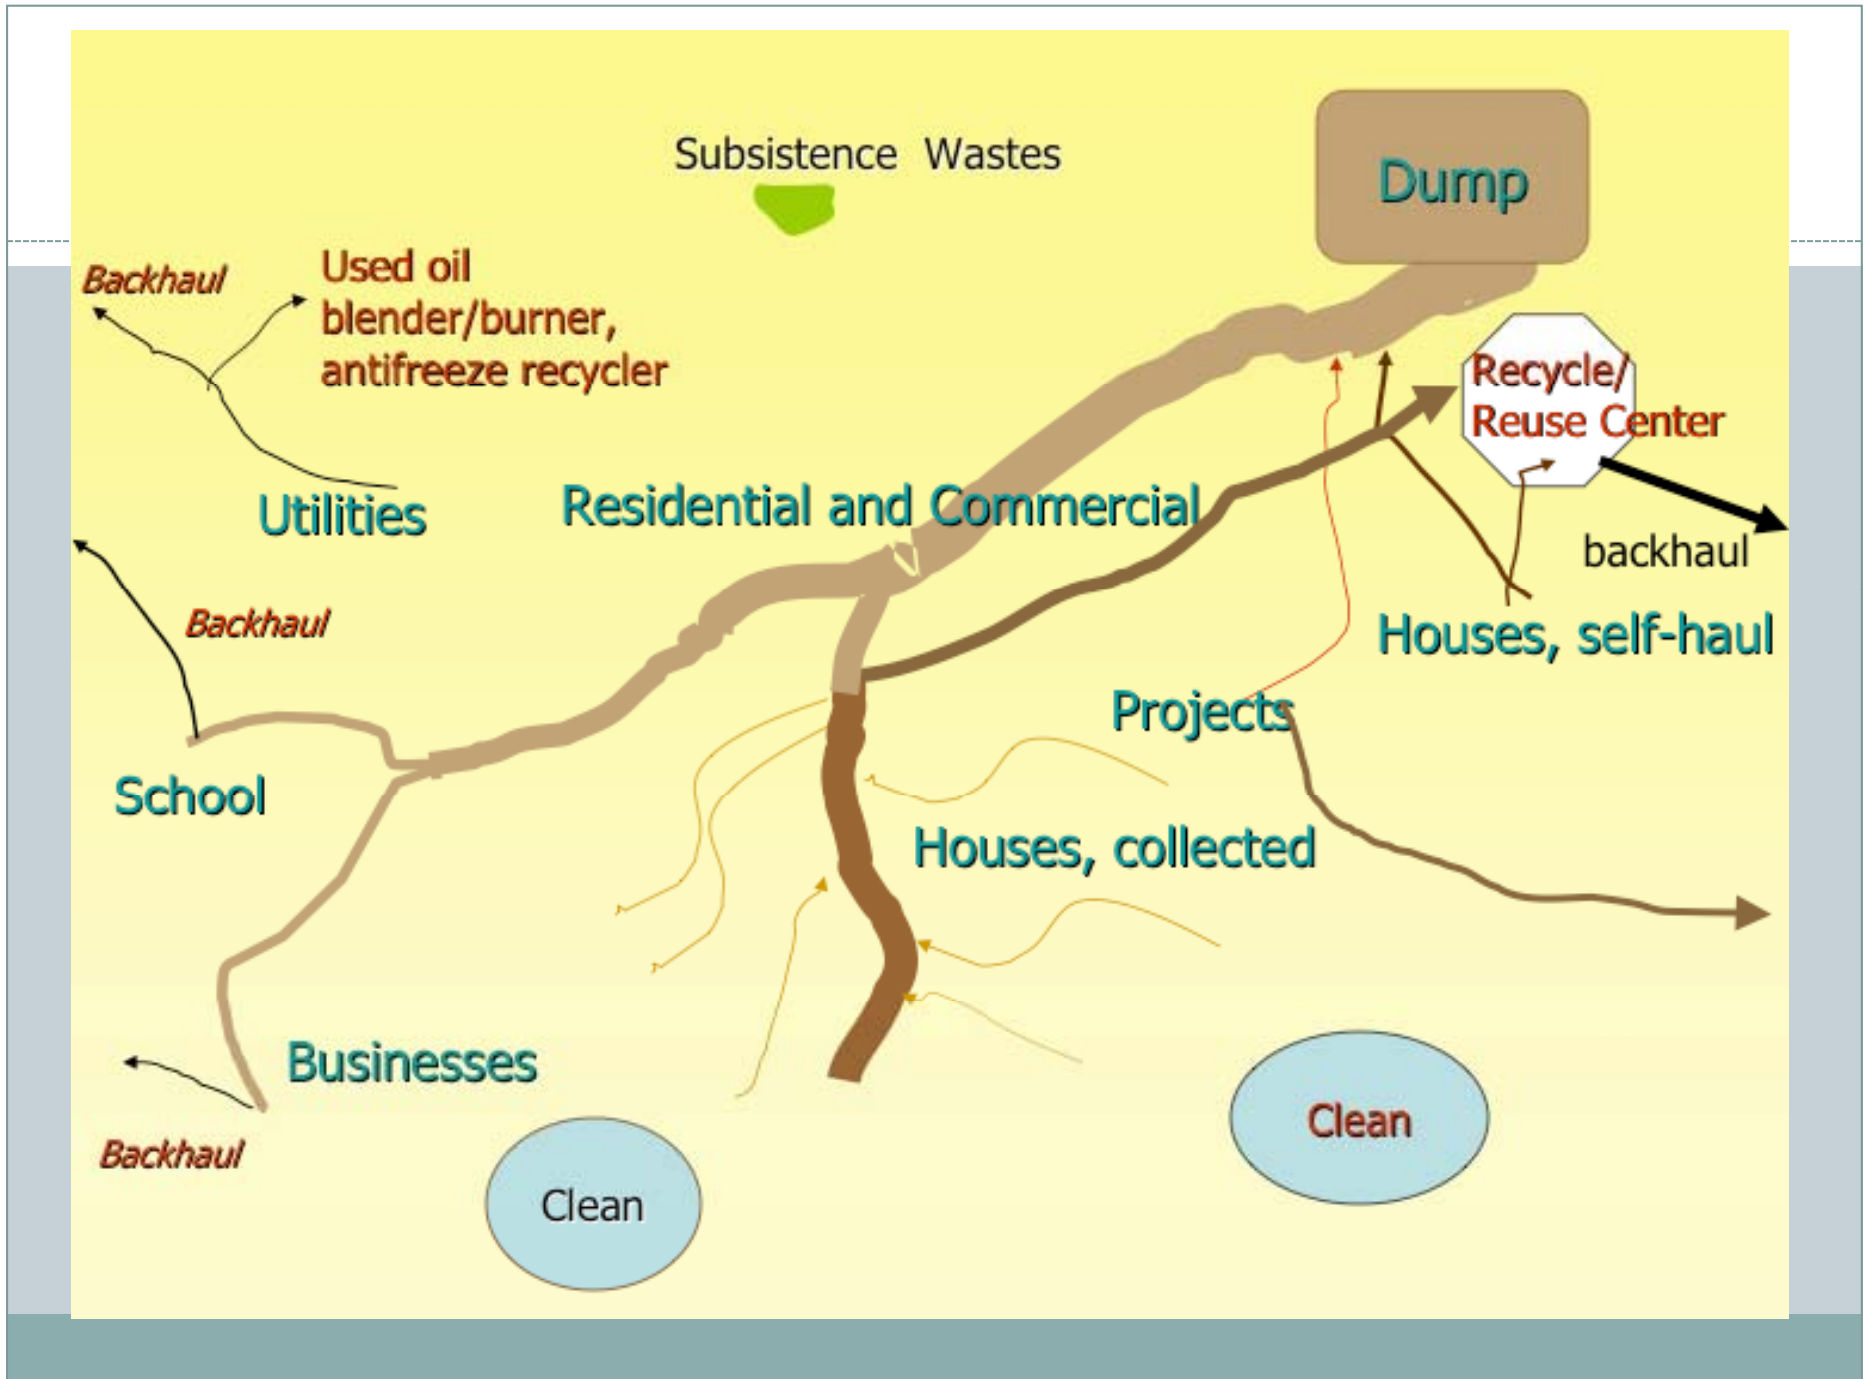 Subsistence Wastes
Dump
Backhaul
Used oil
blender/burner,
antifreeze recycler
Recycle/
Reuse Center
Utilities
Residential and Commercial
backhaul
Backhaul
Houses, self-haul
Projects
School
Houses, collected
Businesses
Clean
Backhaul
Clean